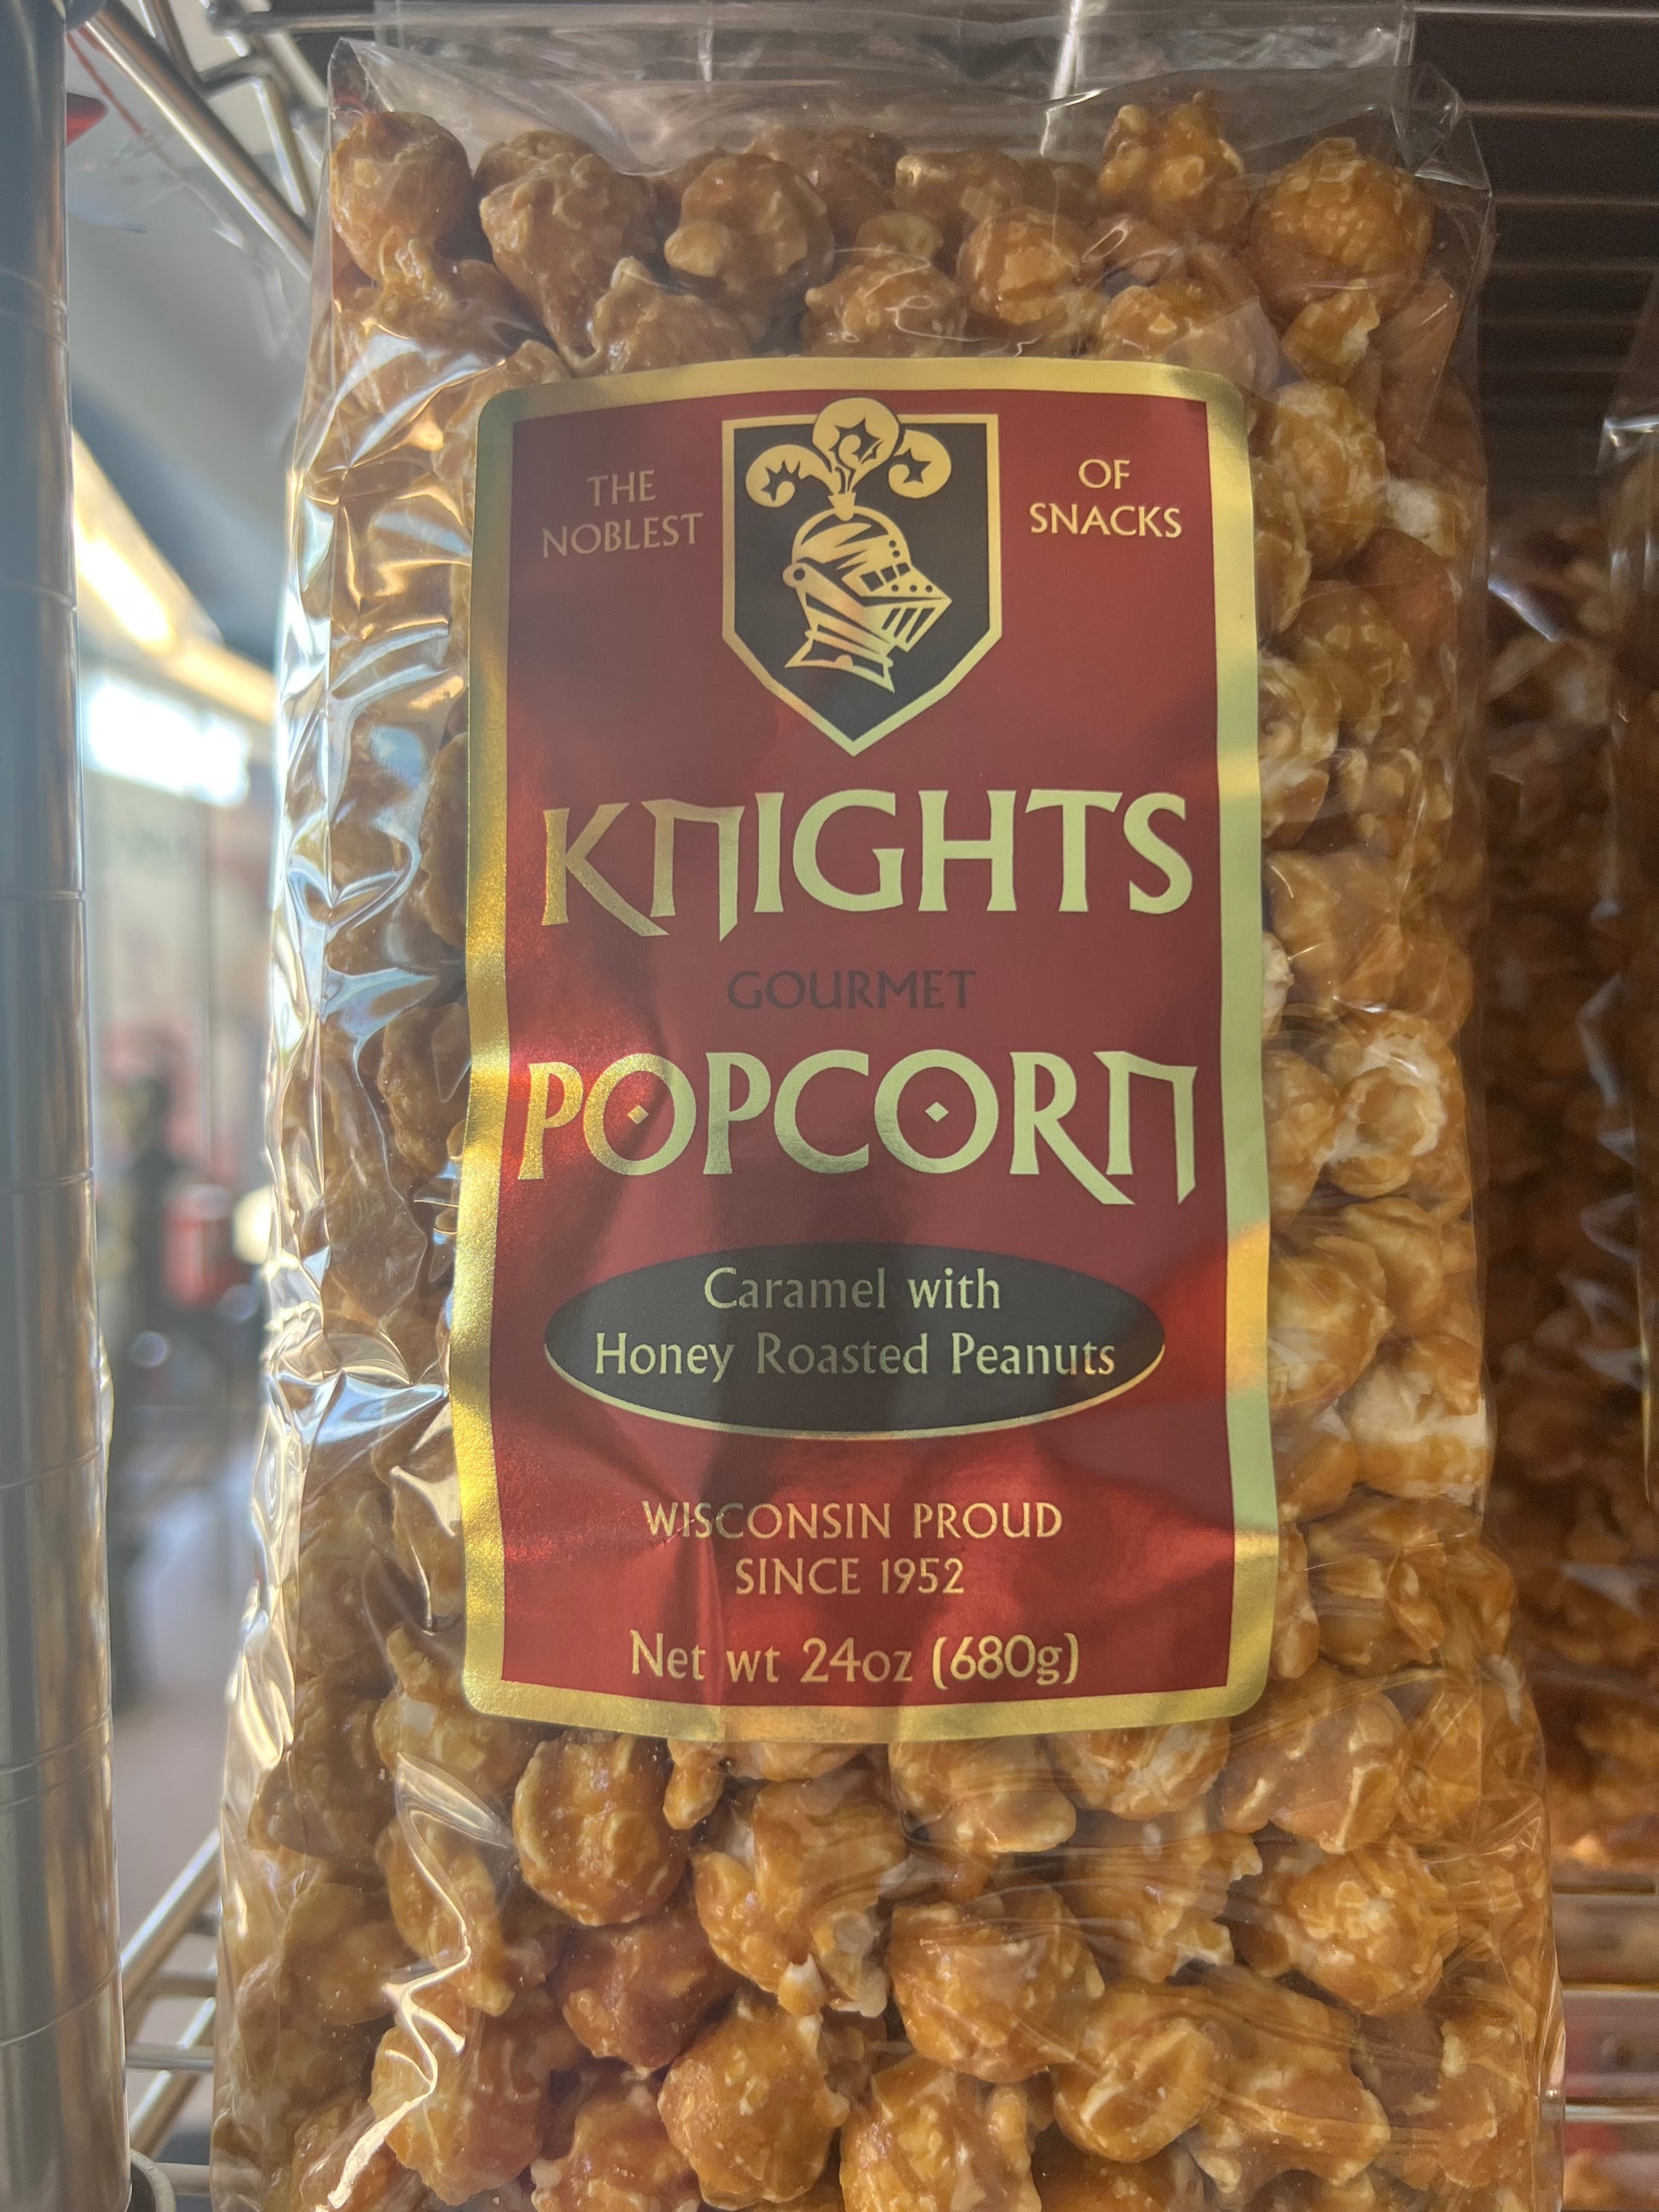 THE
NOBLEST
OF
SNACKS
KNIGHTS
GOURMET
POPCORN
Caramel with
Honey Roasted Peanuts
WISCONSIN PROUD
SINCE 1952
Net wt 24oz (680g)